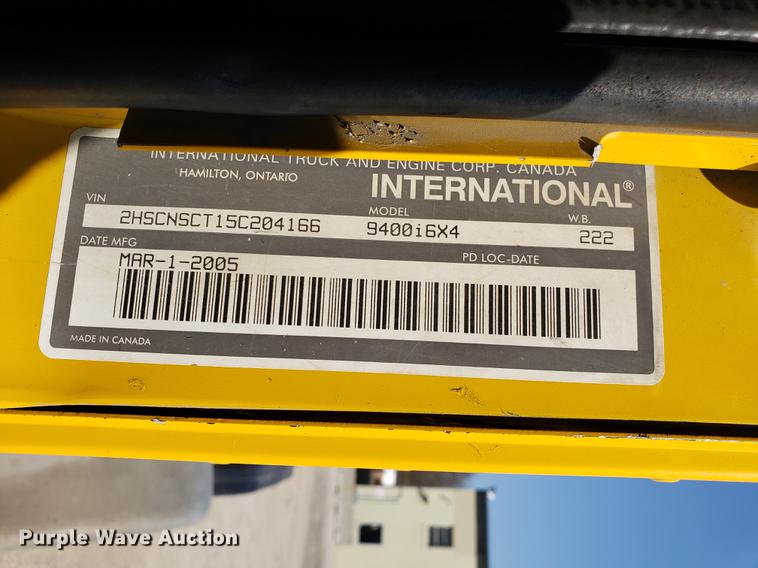 INTERNATIONAL TRUCK AND ENGINE CORP. CANADA
HAMILTON, ONTARIO
INTERNATIONAL®
VIN MODEL W.B.
2HSCNSCT15C204166 9400i6X4 222
DATE MFG PD LOC-DATE
MAR-1-2005
MADE IN CANADA
Purple Wave Auction